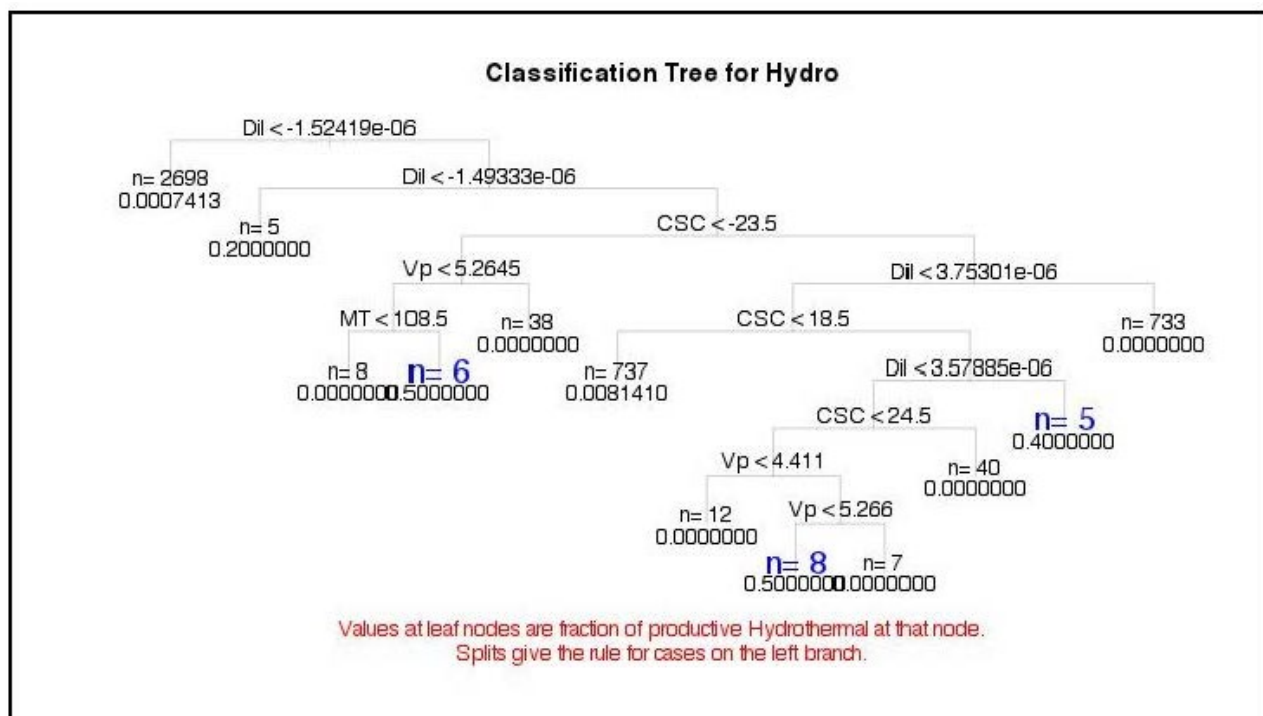 Classification Tree for Hydro
Dil < -1.52419e-06
n= 2698
0.0007413
Dil < -1.49333e-06
n= 5
0.2000000
CSC < -23.5
Vp < 5.2645
Dil < 3.75301e-06
MT < 108.5
n= 38
0.0000000
CSC < 18.5
n= 733
0.0000000
n= 8
0.0000000
n= 6
0.5000000
n= 737
0.0081410
Dil < 3.57885e-06
CSC < 24.5
n= 5
0.4000000
Vp < 4.411
n= 40
0.0000000
n= 12
0.0000000
Vp < 5.266
n= 8
0.5000000
n= 7
0.0000000
Values at leaf nodes are fraction of productive Hydrothermal at that node.
Splits give the rule for cases on the left branch.